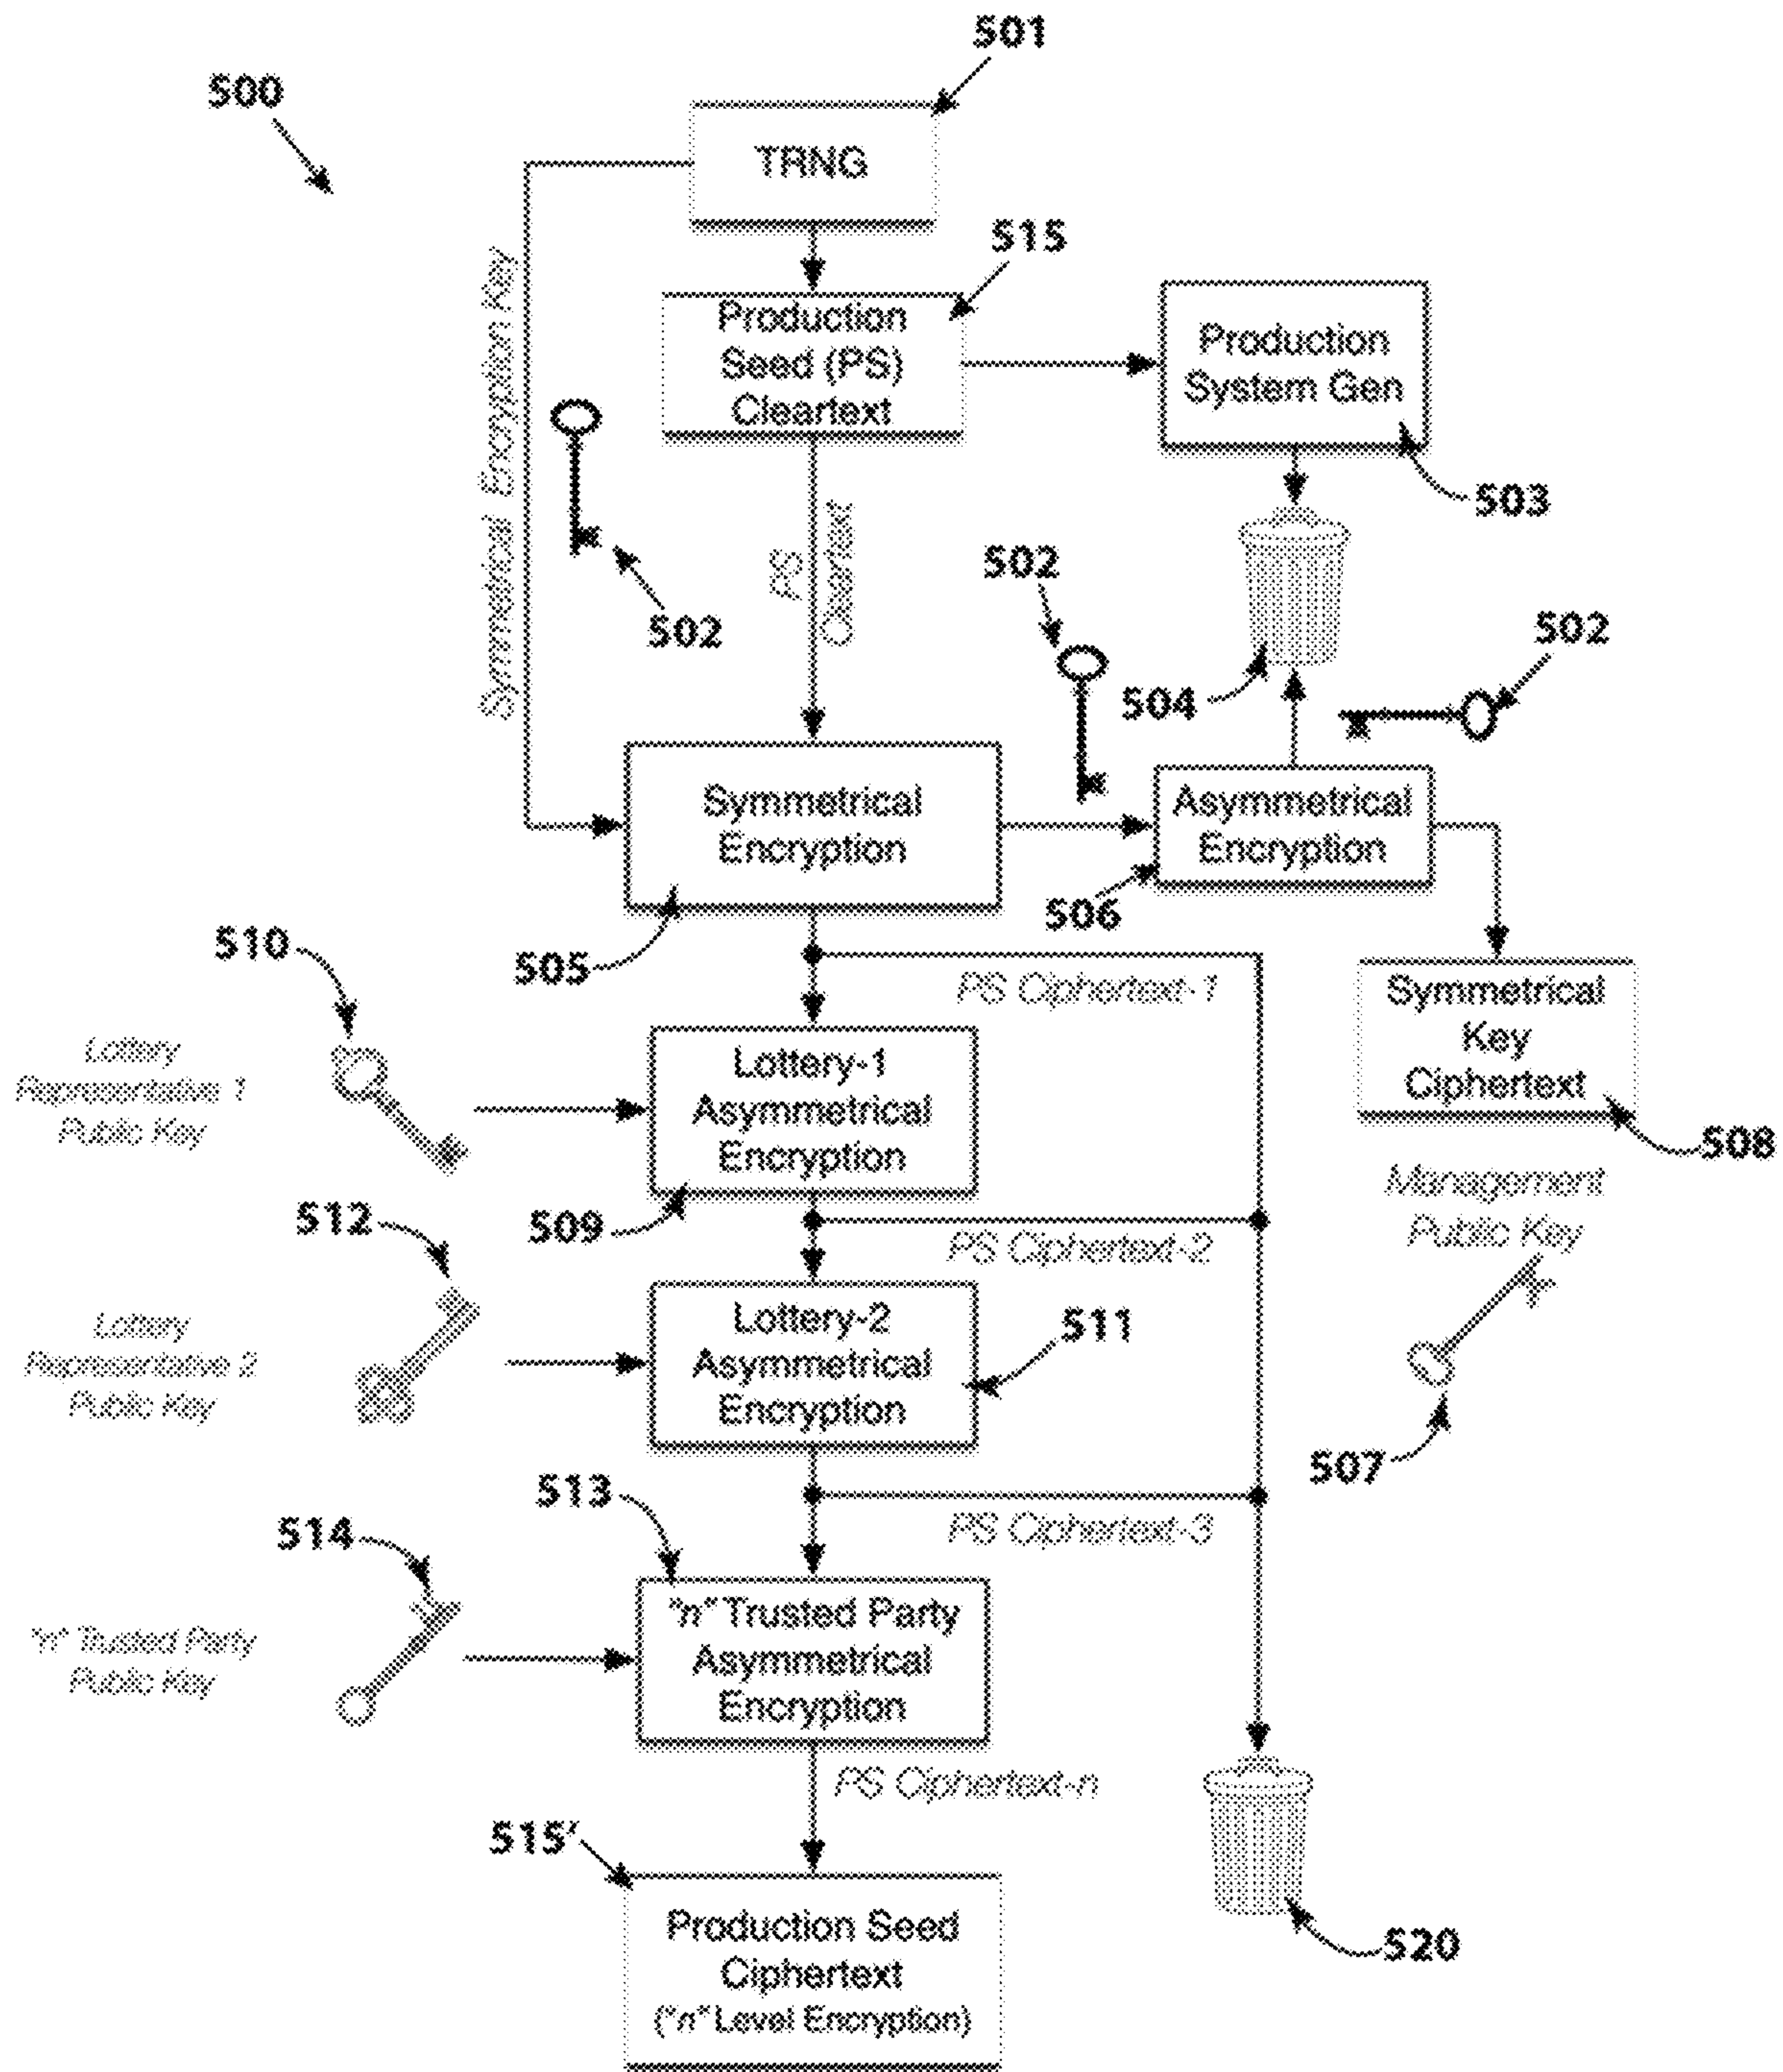 501
500
TRNG
515
Production
Seed (PS)
Cleartext
Production
System Gen
503
Symmetrical Encryption Key
502
PS
Cleartext
502
504
502
Symmetrical
Encryption
Asymmetrical
Encryption
506
505
510
PS Ciphertext-1
Symmetrical
Key
Ciphertext
508
Lottery
Representative 1
Public Key
Lottery-1
Asymmetrical
Encryption
509
512
PS Ciphertext-2
Management
Public Key
507
Lottery
Representative 2
Public Key
Lottery-2
Asymmetrical
Encryption
511
513
PS Ciphertext-3
514
"n" Trusted Party
Public Key
"n" Trusted Party
Asymmetrical
Encryption
PS Ciphertext-n
515'
Production Seed
Ciphertext
("n" Level Encryption)
520